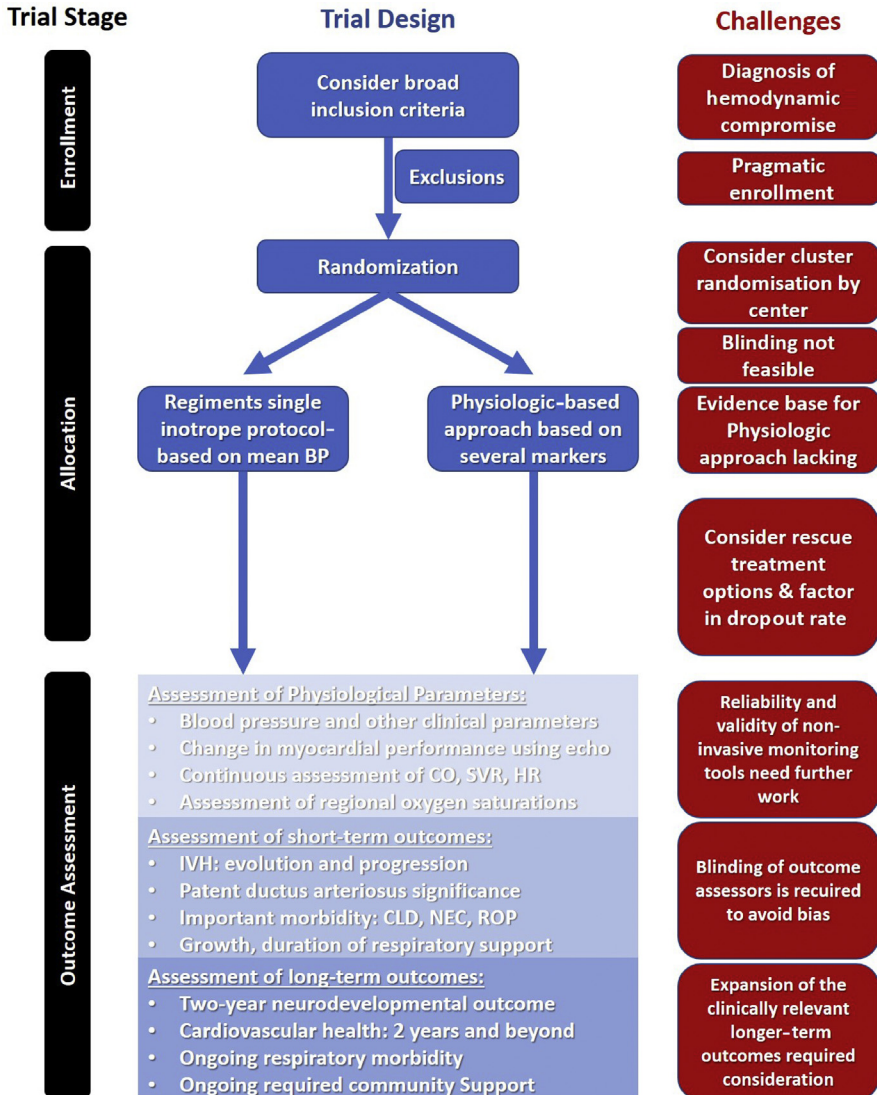 Trial Stage
Trial Design
Challenges
Enrollment
Consider broad
inclusion criteria
Exclusions
Diagnosis of
hemodynamic
compromise
Pragmatic
enrollment
Allocation
Randomization
Regiments single
inotrope protocol-
based on mean BP
Physiologic-based
approach based on
several markers
Consider cluster
randomisation by
center
Blinding not
feasible
Evidence base for
Physiologic
approach lacking
Consider rescue
treatment
options & factor
in dropout rate
Outcome Assessment
Assessment of Physiological Parameters:
• Blood pressure and other clinical parameters
• Change in myocardial performance using echo
• Continuous assessment of CO, SVR, HR
• Assessment of regional oxygen saturations
Assessment of short-term outcomes:
• IVH: evolution and progression
• Patent ductus arteriosus significance
• Important morbidity: CLD, NEC, ROP
• Growth, duration of respiratory support
Assessment of long-term outcomes:
• Two-year neurodevelopmental outcome
• Cardiovascular health: 2 years and beyond
• Ongoing respiratory morbidity
• Ongoing required community Support
Reliability and
validity of non-
invasive monitoring
tools need further
work
Blinding of outcome
assessors is recuired
to avoid bias
Expansion of the
clinically relevant
longer-term
outcomes required
consideration